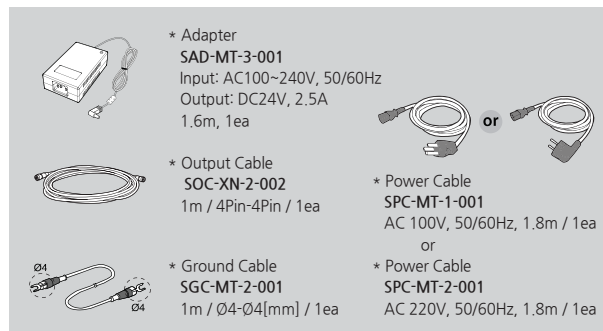 * Adapter
SAD-MT-3-001
Input: AC100~240V, 50/60Hz
Output: DC24V, 2.5A
1.6m, 1ea
or
* Output Cable
SOC-XN-2-002
1m / 4Pin-4Pin / 1ea
* Power Cable
SPC-MT-1-001
AC 100V, 50/60Hz, 1.8m / 1ea
or
Ø4
Ø4
* Ground Cable
SGC-MT-2-001
1m / Ø4-Ø4[mm] / 1ea
* Power Cable
SPC-MT-2-001
AC 220V, 50/60Hz, 1.8m / 1ea